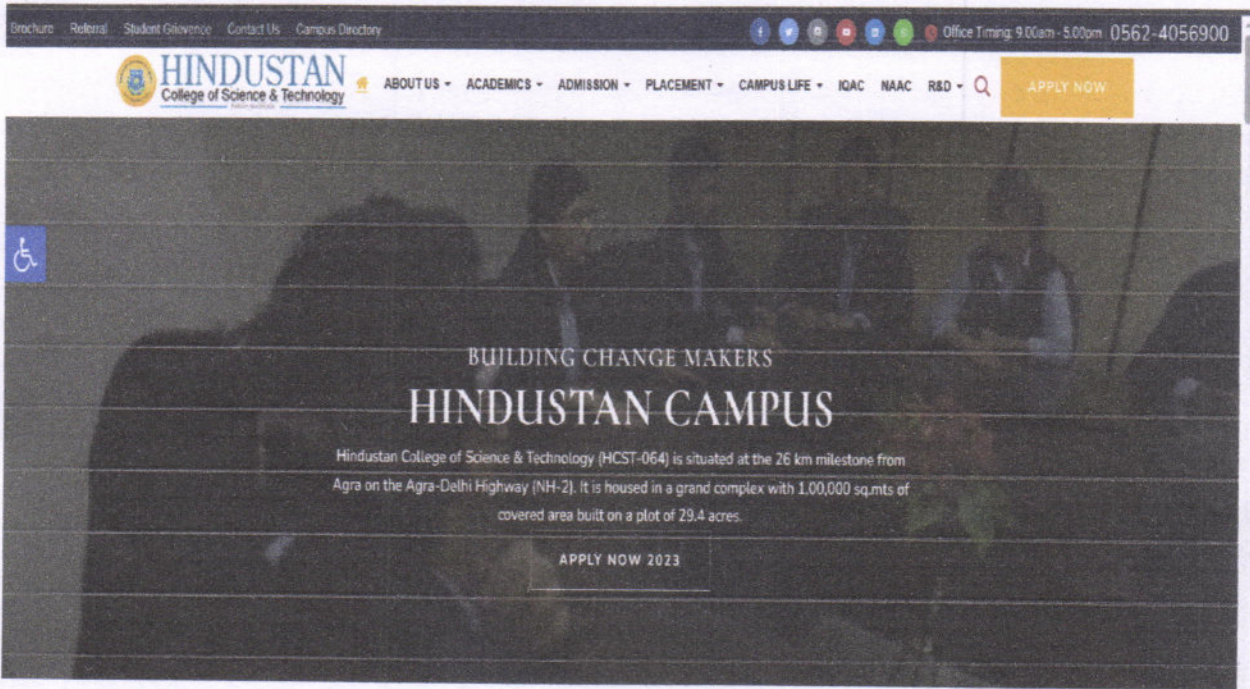 Brochure Referral Student Grievence Contact Us Campus Directory
Office Timing: 9.00am - 5.00pm 0562-4056900
HINDUSTAN
College of Science & Technology
ABOUT US ACADEMICS ADMISSION PLACEMENT CAMPUS LIFE IQAC NAAC R&D APPLY NOW
BUILDING CHANGE MAKERS
HINDUSTAN CAMPUS
Hindustan College of Science & Technology (HCST-064) is situated at the 26 km milestone from
Agra on the Agra-Delhi Highway (NH-2). It is housed in a grand complex with 1,00,000 sq.mts of
covered area built on a plot of 29.4 acres.
APPLY NOW 2023